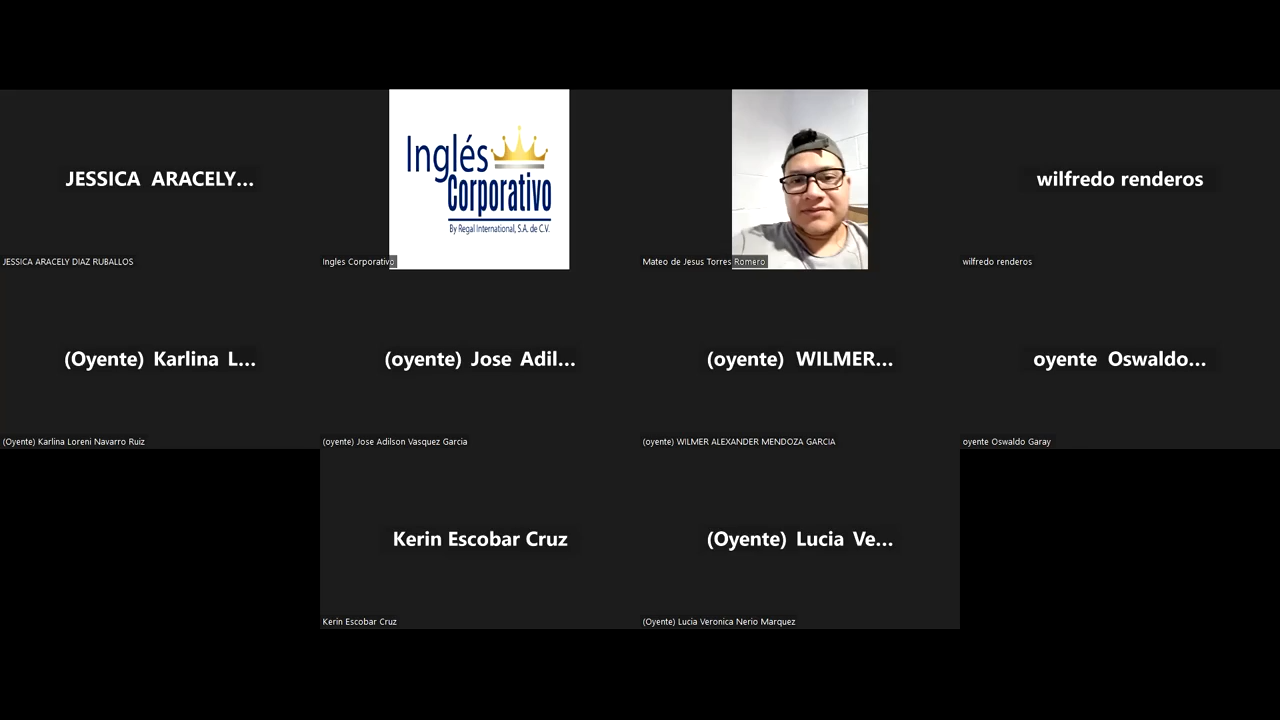 JESSICA ARACELY...
JESSICA ARACELY DIAZ RUBALLOS
Inglés
Corporativo
By Regal International, S.A. de C.V.
Ingles Corporativo
Mateo de Jesus Torres Romero
wilfredo renderos
wilfredo renderos
(Oyente) Karlina L...
(Oyente) Karlina Loreni Navarro Ruiz
(oyente) Jose Adil...
(oyente) Jose Adilson Vasquez Garcia
(oyente) WILMER...
(oyente) WILMER ALEXANDER MENDOZA GARCIA
oyente Oswaldo...
oyente Oswaldo Garay
Kerin Escobar Cruz
Kerin Escobar Cruz
(Oyente) Lucia Ve...
(Oyente) Lucia Veronica Nerio Marquez